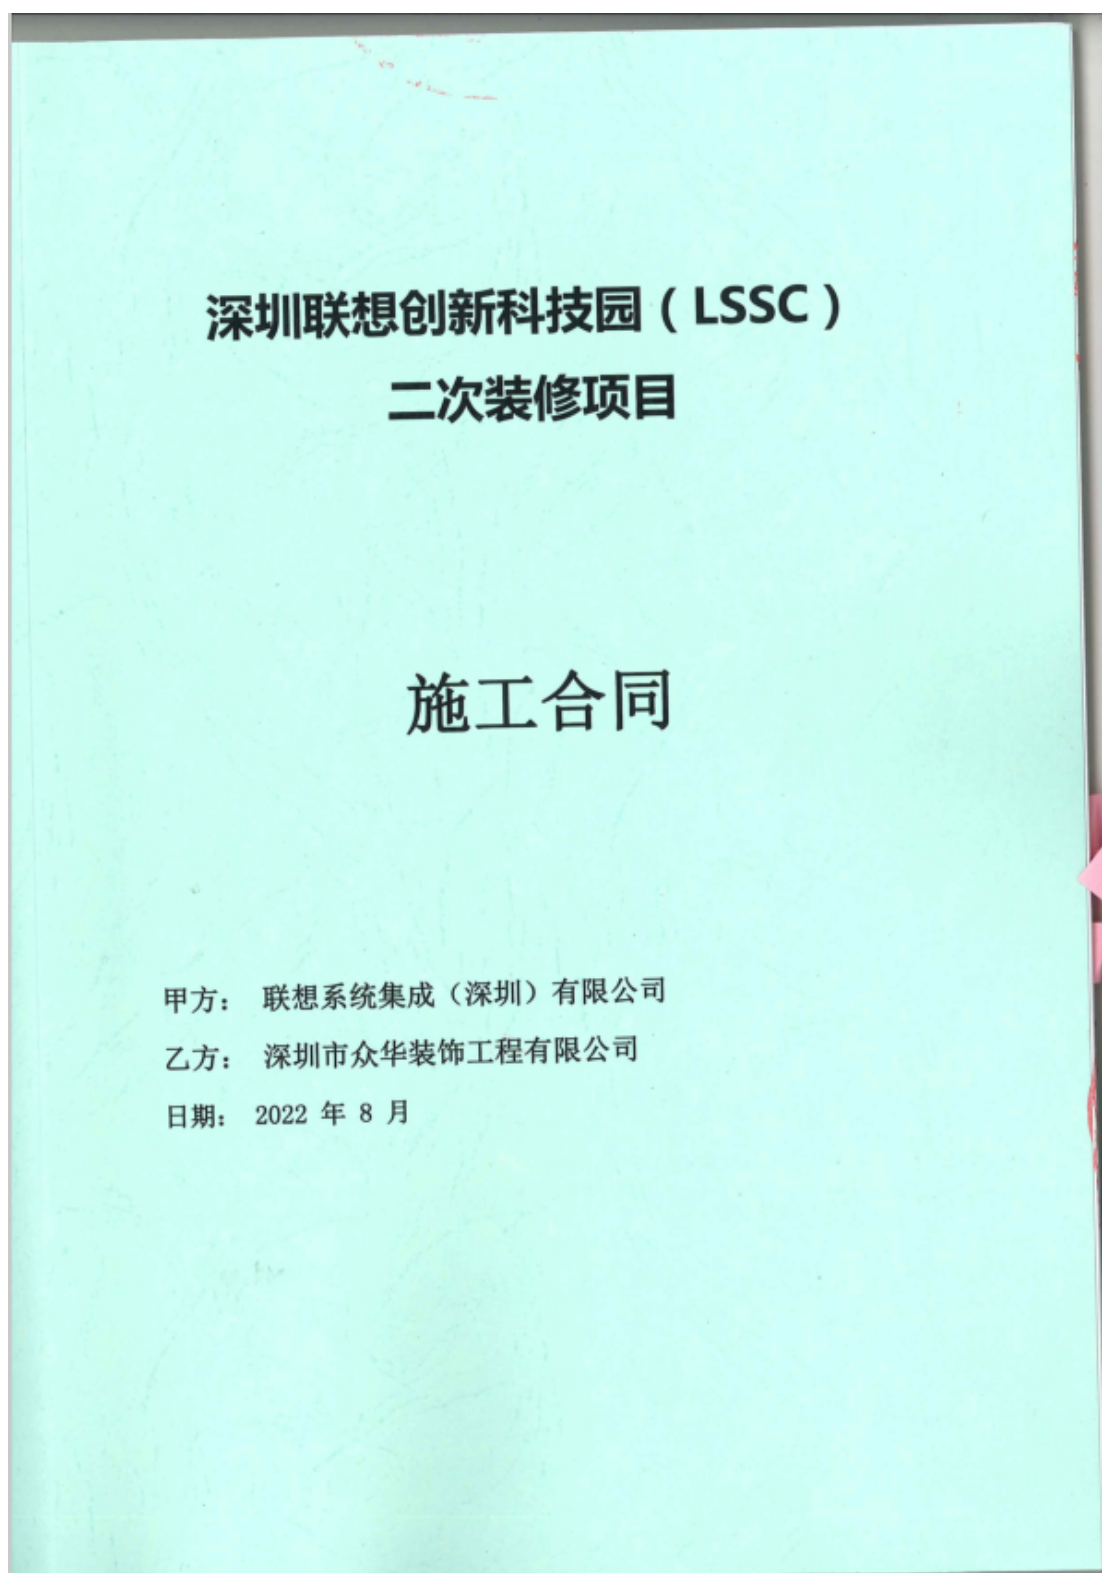 深圳联想创新科技园（LSSC）
二次装修项目
施工合同
甲方： 联想系统集成（深圳）有限公司
乙方： 深圳市众华装饰工程有限公司
日期： 2022 年 8 月